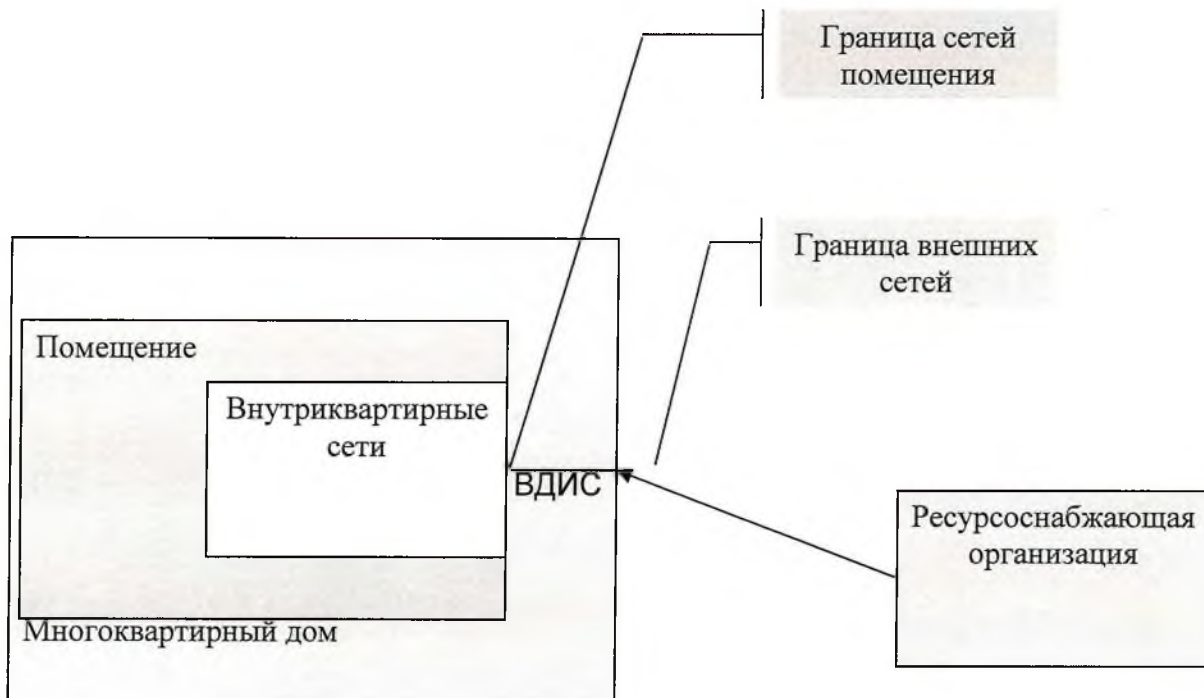 Граница сетей
помещения
Граница внешних
сетей
Помещение
Внутриквартирные
сети
ВДИС
Ресурсоснабжающая
организация
Многоквартирный дом